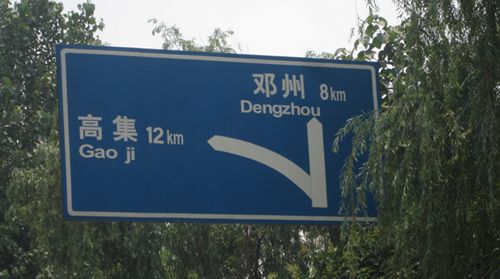 邓州 8km
Dengzhou
高集 12km
Gao ji